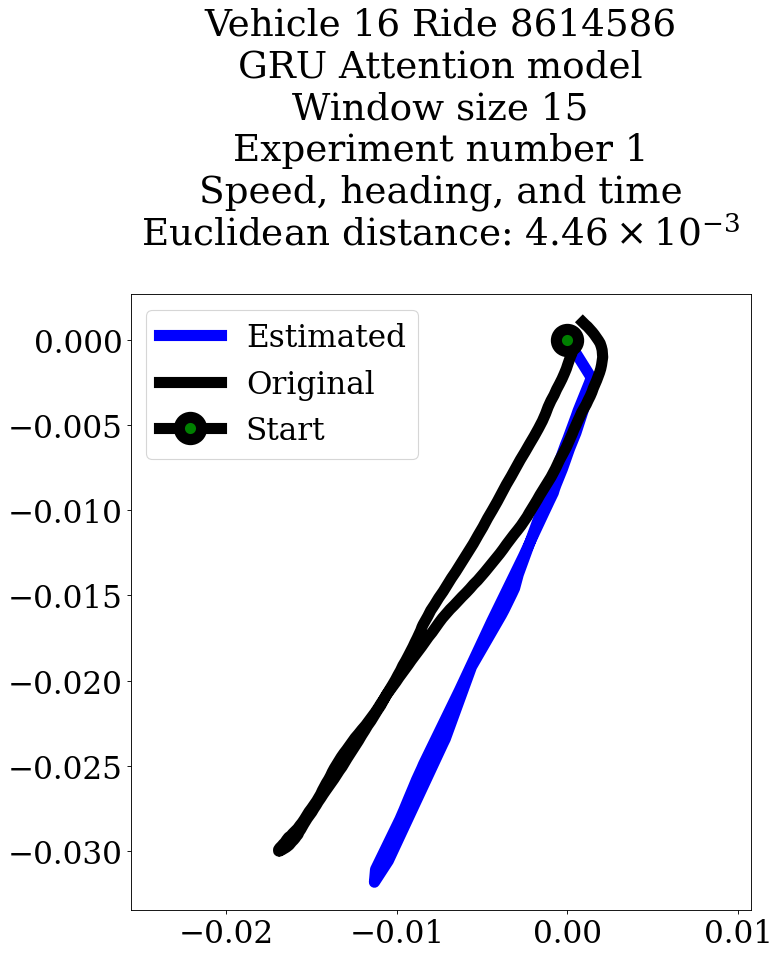 Vehicle 16 Ride 8614586
GRU Attention model
Window size 15
Experiment number 1
Speed, heading, and time
Euclidean distance: 4.46 × 10⁻³
Estimated
Original
Start
0.000
−0.005
−0.010
−0.015
−0.020
−0.025
−0.030
−0.02 −0.01 0.00 0.01